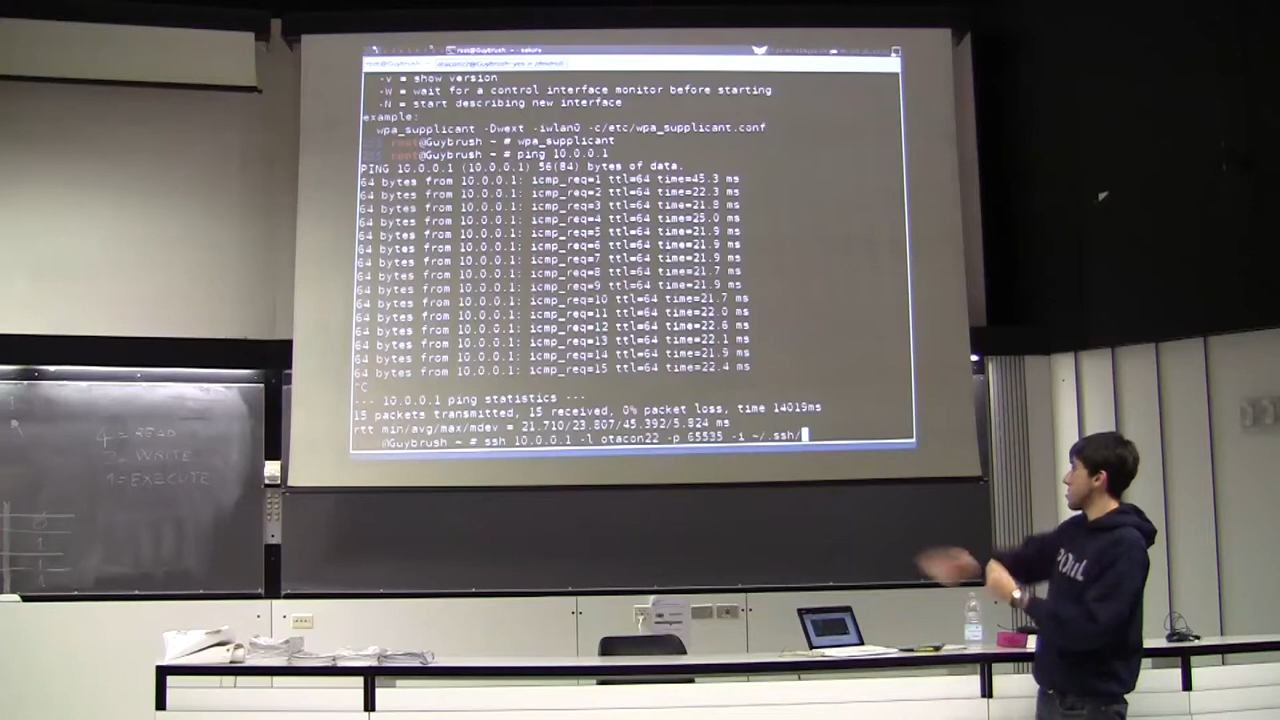 root@Guybrush: ~ - sakura
-v = show version
-W = wait for a control interface monitor before starting
-N = start describing new interface
example:
wpa_supplicant -Dwext -iwlan0 -c/etc/wpa_supplicant.conf
root@Guybrush ~ # wpa_supplicant
root@Guybrush ~ # ping 10.0.0.1
PING 10.0.0.1 (10.0.0.1) 56(84) bytes of data.
64 bytes from 10.0.0.1: icmp_req=1 ttl=64 time=45.3 ms
64 bytes from 10.0.0.1: icmp_req=2 ttl=64 time=22.3 ms
64 bytes from 10.0.0.1: icmp_req=3 ttl=64 time=21.8 ms
64 bytes from 10.0.0.1: icmp_req=4 ttl=64 time=25.0 ms
64 bytes from 10.0.0.1: icmp_req=5 ttl=64 time=21.9 ms
64 bytes from 10.0.0.1: icmp_req=6 ttl=64 time=21.9 ms
64 bytes from 10.0.0.1: icmp_req=7 ttl=64 time=21.9 ms
64 bytes from 10.0.0.1: icmp_req=8 ttl=64 time=21.7 ms
64 bytes from 10.0.0.1: icmp_req=9 ttl=64 time=21.9 ms
64 bytes from 10.0.0.1: icmp_req=10 ttl=64 time=21.7 ms
64 bytes from 10.0.0.1: icmp_req=11 ttl=64 time=22.0 ms
64 bytes from 10.0.0.1: icmp_req=12 ttl=64 time=22.6 ms
64 bytes from 10.0.0.1: icmp_req=13 ttl=64 time=22.1 ms
64 bytes from 10.0.0.1: icmp_req=14 ttl=64 time=21.9 ms
64 bytes from 10.0.0.1: icmp_req=15 ttl=64 time=22.4 ms
^C
--- 10.0.0.1 ping statistics ---
15 packets transmitted, 15 received, 0% packet loss, time 14019ms
rtt min/avg/max/mdev = 21.710/23.807/45.392/5.824 ms
@Guybrush ~ # ssh 10.0.0.1 -l otacon22 -p 65535 -i ~/.ssh/
4 = READ
2 = WRITE
1 = EXECUTE
0
1